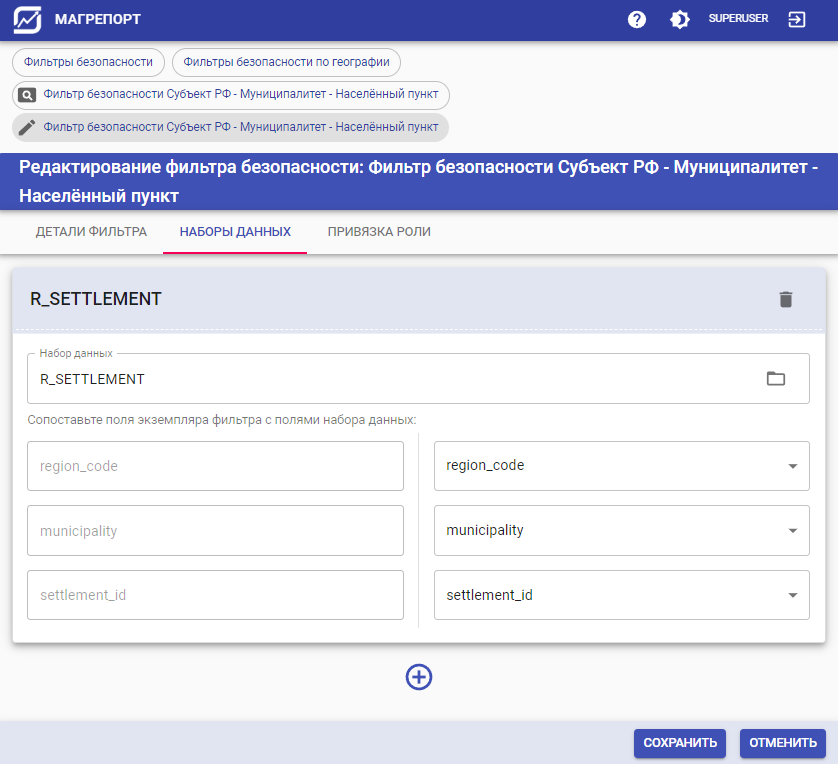 МАГРЕПОРТ
SUPERUSER
Фильтры безопасности
Фильтры безопасности по географии
Фильтр безопасности Субъект РФ - Муниципалитет - Населённый пункт
Фильтр безопасности Субъект РФ - Муниципалитет - Населённый пункт
Редактирование фильтра безопасности: Фильтр безопасности Субъект РФ - Муниципалитет -
Населённый пункт
ДЕТАЛИ ФИЛЬТРА
НАБОРЫ ДАННЫХ
ПРИВЯЗКА РОЛИ
R_SETTLEMENT
Набор данных
R_SETTLEMENT
Сопоставьте поля экземпляра фильтра с полями набора данных:
region_code
region_code
municipality
municipality
settlement_id
settlement_id
СОХРАНИТЬ
ОТМЕНИТЬ